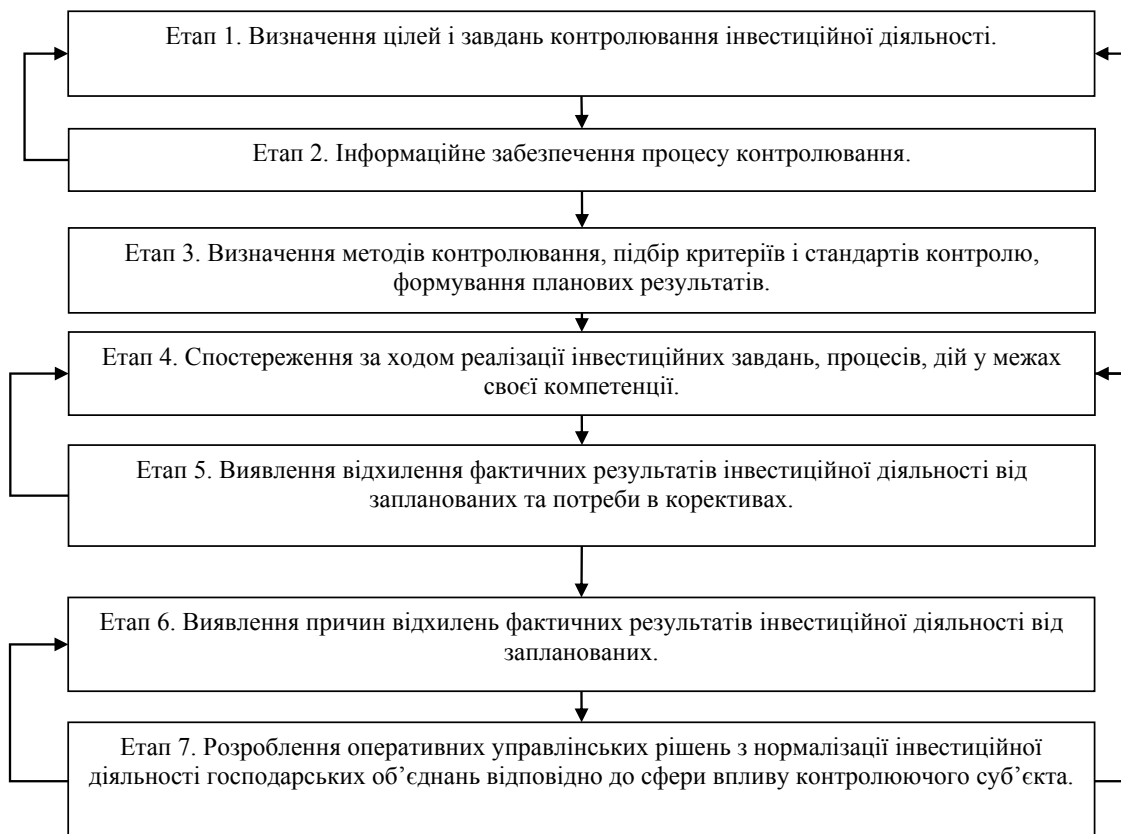 Етап 1. Визначення цілей і завдань контролювання інвестиційної діяльності.
Етап 2. Інформаційне забезпечення процесу контролювання.
Етап 3. Визначення методів контролювання, підбір критеріїв і стандартів контролю,
формування планових результатів.
Етап 4. Спостереження за ходом реалізації інвестиційних завдань, процесів, дій у межах
своєї компетенції.
Етап 5. Виявлення відхилення фактичних результатів інвестиційної діяльності від
запланованих та потреби в корективах.
Етап 6. Виявлення причин відхилень фактичних результатів інвестиційної діяльності від
запланованих.
Етап 7. Розроблення оперативних управлінських рішень з нормалізації інвестиційної
діяльності господарських об’єднань відповідно до сфери впливу контролюючого суб’єкта.